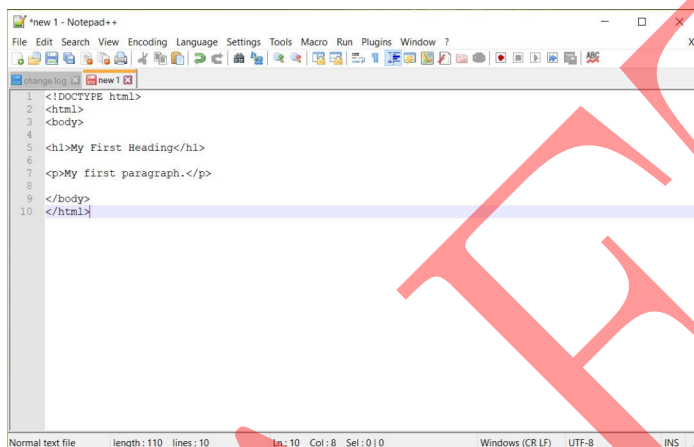 *new 1 - Notepad++
File Edit Search View Encoding Language Settings Tools Macro Run Plugins Window ? X
ABC
change.log new 1
1 <!DOCTYPE html>
2 <html>
3 <body>
4
5 <h1>My First Heading</h1>
6
7 <p>My first paragraph.</p>
8
9 </body>
10 </html>
Normal text file length : 110 lines : 10 Ln : 10 Col : 8 Sel : 0 | 0 Windows (CR LF) UTF-8 INS